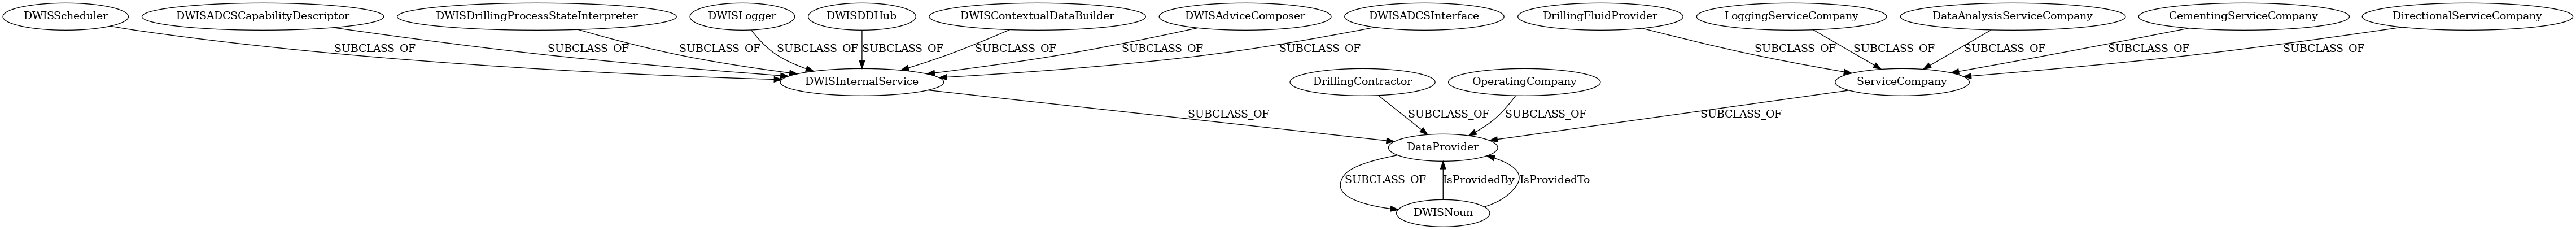 DWISScheduler
DWISADCSCapabilityDescriptor
DWISDrillingProcessStateInterpreter
DWISLogger
DWISDDHub
DWISContextualDataBuilder
DWISAdviceComposer
DWISADCSInterface
DrillingFluidProvider
LoggingServiceCompany
DataAnalysisServiceCompany
CementingServiceCompany
DirectionalServiceCompany
SUBCLASS_OF
SUBCLASS_OF
SUBCLASS_OF
SUBCLASS_OF
SUBCLASS_OF
SUBCLASS_OF
SUBCLASS_OF
SUBCLASS_OF
SUBCLASS_OF
SUBCLASS_OF
SUBCLASS_OF
SUBCLASS_OF
SUBCLASS_OF
DWISInternalService
DrillingContractor
OperatingCompany
ServiceCompany
SUBCLASS_OF
SUBCLASS_OF
SUBCLASS_OF
SUBCLASS_OF
DataProvider
SUBCLASS_OF
IsProvidedBy
IsProvidedTo
DWISNoun